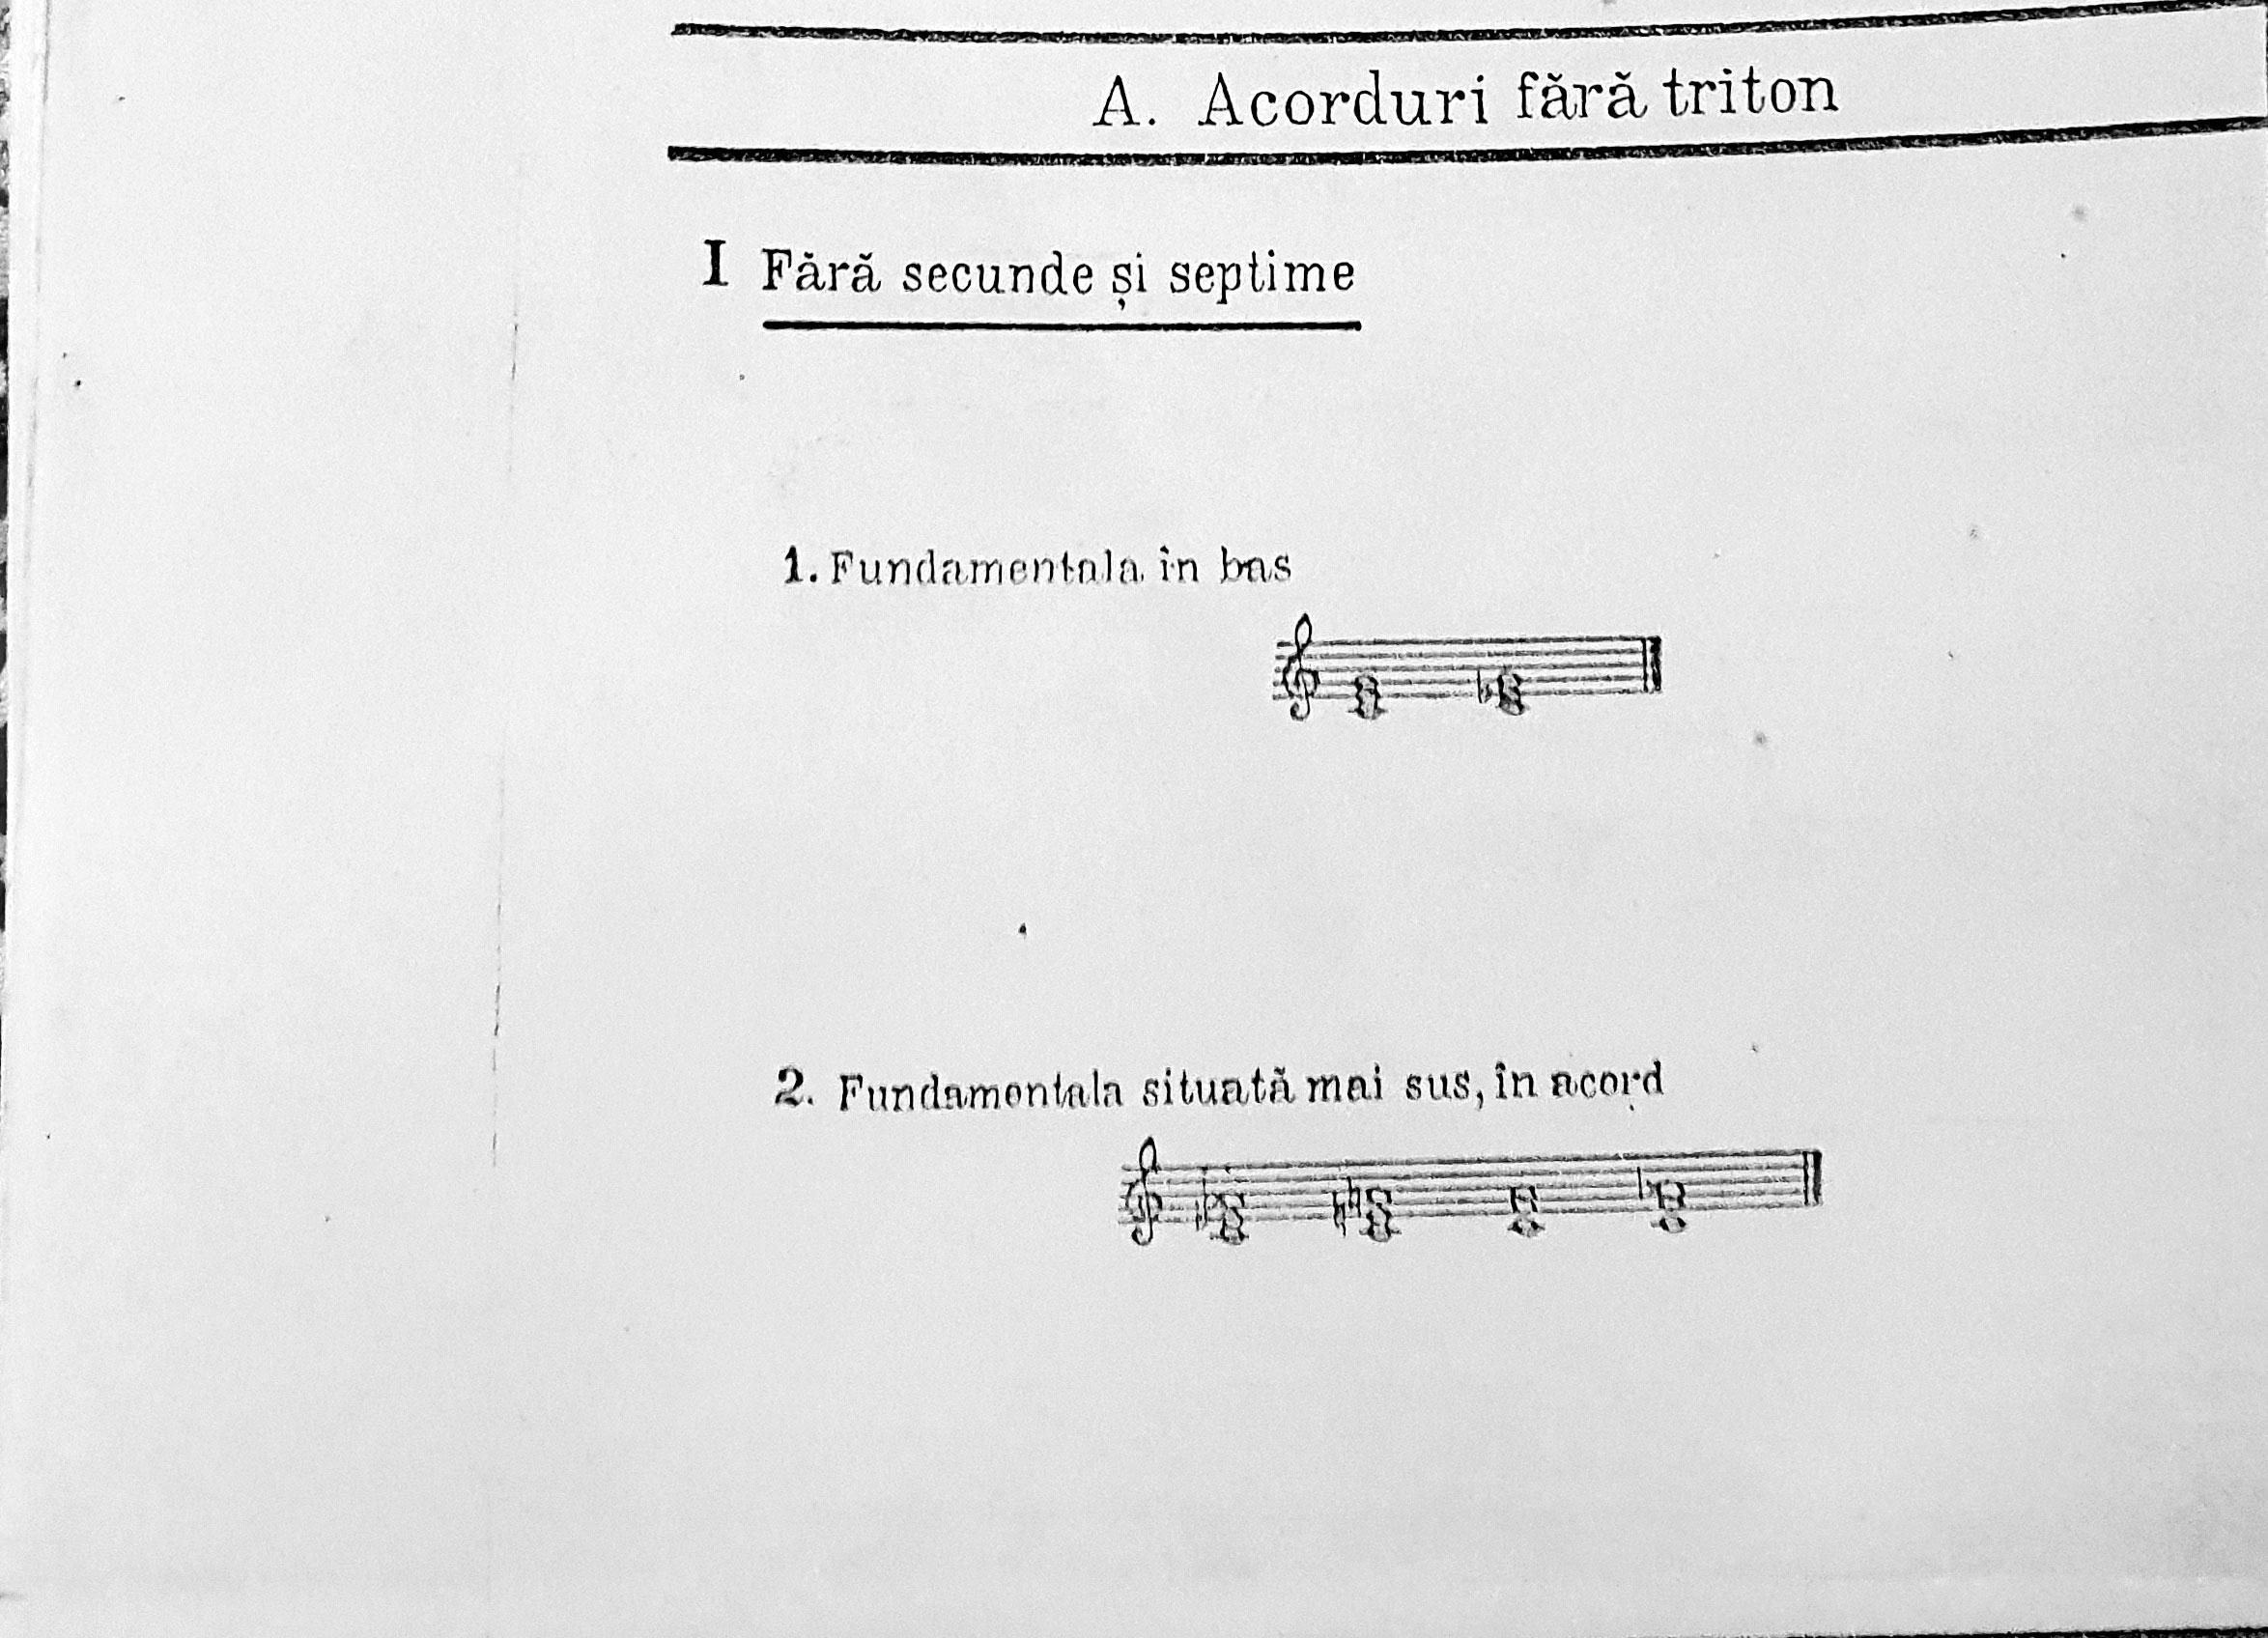 A. Acorduri fără triton
I Fără secunde și septime
1. Fundamentala în bas
2. Fundamentala situată mai sus, în acord